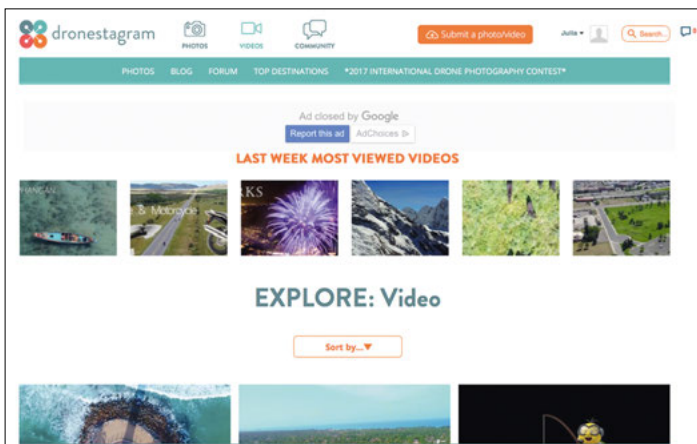 dronestagram
PHOTOS
VIDEOS
COMMUNITY
Submit a photo/video
Julia
Search...
PHOTOS BLOG FORUM TOP DESTINATIONS *2017 INTERNATIONAL DRONE PHOTOGRAPHY CONTEST*
Ad closed by Google
Report this ad AdChoices
LAST WEEK MOST VIEWED VIDEOS
& Motorcycle
RKS
EXPLORE: Video
Sort by...▼